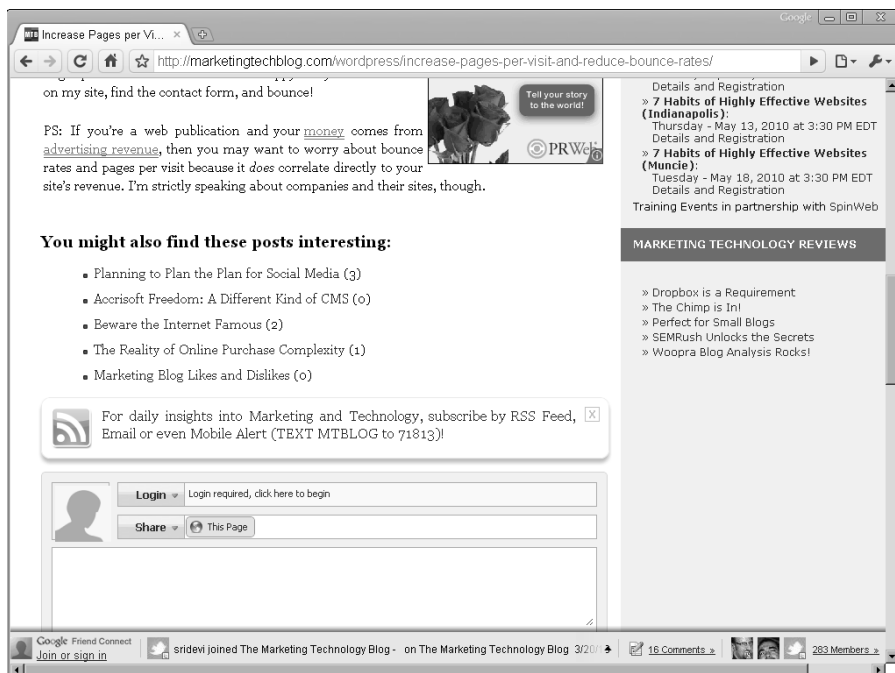 Google
MTB Increase Pages per Vi...
http://marketingtechblog.com/wordpress/increase-pages-per-visit-and-reduce-bounce-rates/
on my site, find the contact form, and bounce!
PS: If you're a web publication and your money comes from
advertising revenue, then you may want to worry about bounce
rates and pages per visit because it does correlate directly to your
site's revenue. I'm strictly speaking about companies and their sites, though.
Tell your story
to the world!
PRWeb
You might also find these posts interesting:
Planning to Plan the Plan for Social Media (3)
Accrisoft Freedom: A Different Kind of CMS (0)
Beware the Internet Famous (2)
The Reality of Online Purchase Complexity (1)
Marketing Blog Likes and Dislikes (0)
For daily insights into Marketing and Technology, subscribe by RSS Feed,
Email or even Mobile Alert (TEXT MTBLOG to 71813)!
X
Login
Login required, click here to begin
Share
This Page
Details and Registration
» 7 Habits of Highly Effective Websites
(Indianapolis):
Thursday - May 13, 2010 at 3:30 PM EDT
Details and Registration
» 7 Habits of Highly Effective Websites
(Muncie):
Tuesday - May 18, 2010 at 3:30 PM EDT
Details and Registration
Training Events in partnership with SpinWeb
MARKETING TECHNOLOGY REVIEWS
» Dropbox is a Requirement
» The Chimp is In!
» Perfect for Small Blogs
» SEMRush Unlocks the Secrets
» Woopra Blog Analysis Rocks!
Google Friend Connect
Join or sign in
sridevi joined The Marketing Technology Blog - on The Marketing Technology Blog 3/20/
16 Comments »
283 Members »